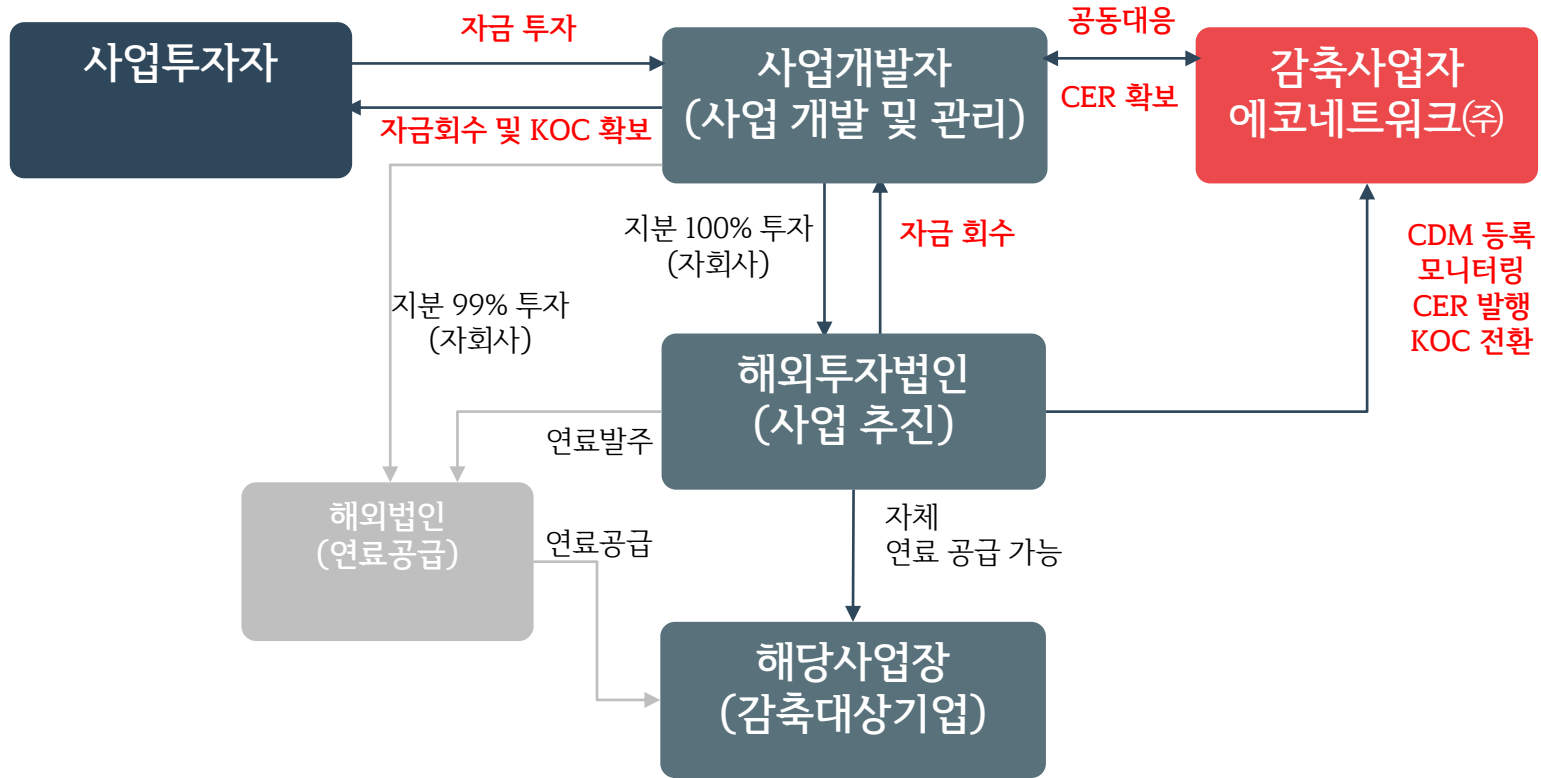 자금 투자
공동대응
사업투자자
사업개발자
(사업 개발 및 관리)
감축사업자
에코네트워크㈜
CER 확보
자금회수 및 KOC 확보
지분 100% 투자
(자회사)
자금 회수
CDM 등록
모니터링
CER 발행
KOC 전환
지분 99% 투자
(자회사)
해외투자법인
(사업 추진)
연료발주
해외법인
(연료공급)
연료공급
자체
연료 공급 가능
해당사업장
(감축대상기업)